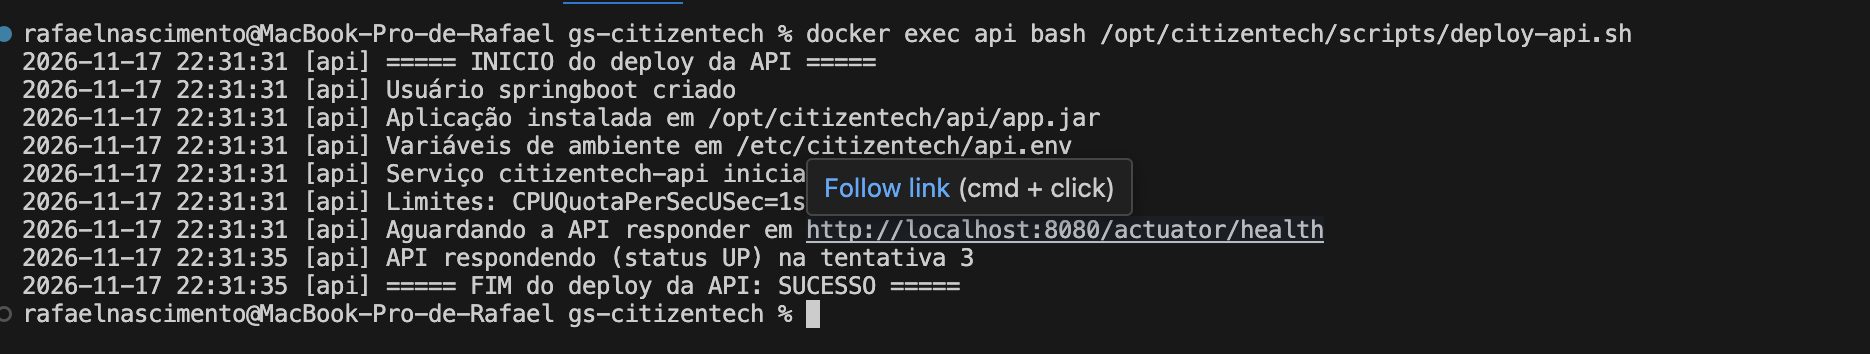 rafaelnascimento@MacBook-Pro-de-Rafael gs-citizentech % docker exec api bash /opt/citizentech/scripts/deploy-api.sh
2026-11-17 22:31:31 [api] ===== INICIO do deploy da API =====
2026-11-17 22:31:31 [api] Usuário springboot criado
2026-11-17 22:31:31 [api] Aplicação instalada em /opt/citizentech/api/app.jar
2026-11-17 22:31:31 [api] Variáveis de ambiente em /etc/citizentech/api.env
2026-11-17 22:31:31 [api] Serviço citizentech-api inicia
Follow link (cmd + click)
2026-11-17 22:31:31 [api] Limites: CPUQuotaPerSecUSec=1s
2026-11-17 22:31:31 [api] Aguardando a API responder em http://localhost:8080/actuator/health
2026-11-17 22:31:35 [api] API respondendo (status UP) na tentativa 3
2026-11-17 22:31:35 [api] ===== FIM do deploy da API: SUCESSO =====
rafaelnascimento@MacBook-Pro-de-Rafael gs-citizentech %